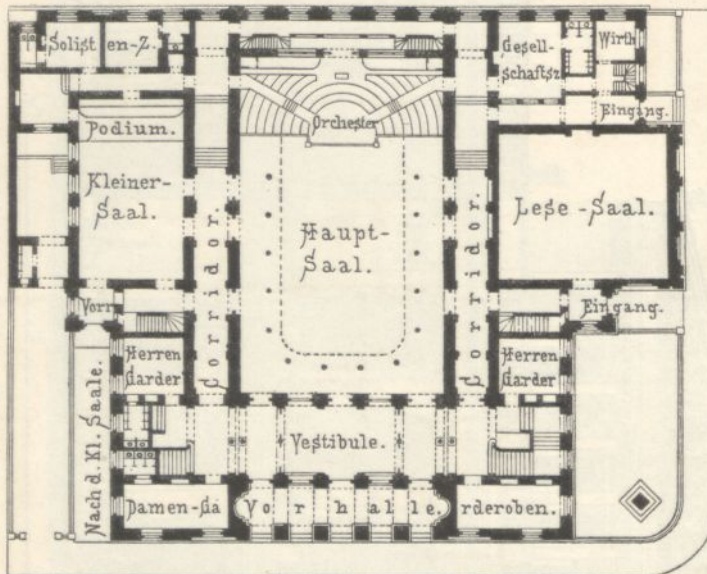 Solist
en-Z.
Gesell-
schaftsz
Wirth
Eingang.
Podium.
Orchester
Kleiner-
Saal.
Haupt-
Saal.
Lese-Saal.
Corridor.
Corridor.
Vorr
Eingang.
Herren
Garder
Herren
Garder
Nach d. Kl. Saale.
Vestibule.
Damen-Ga
Vorhalle.
rderoben.